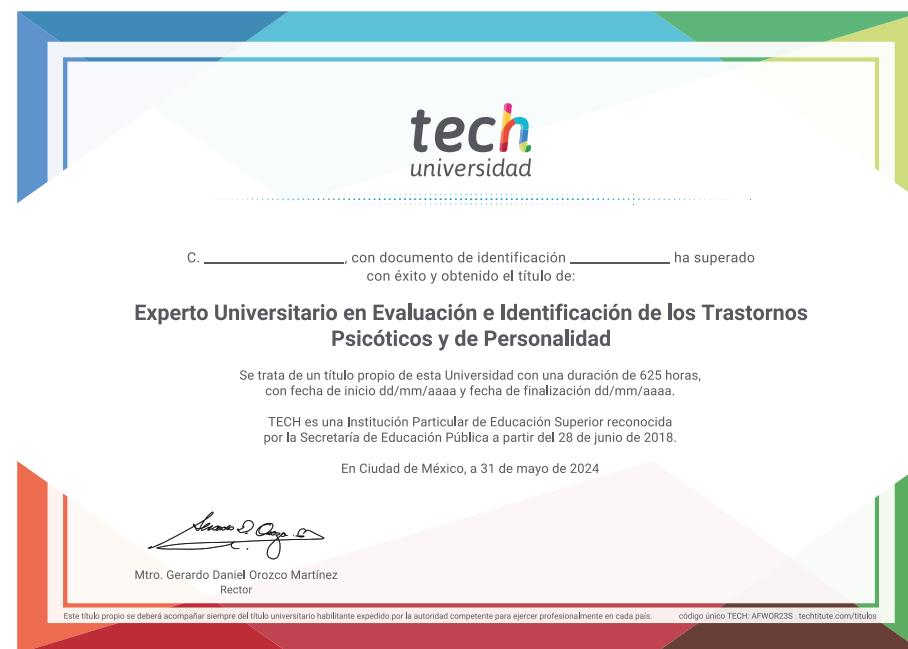 tech
universidad
C. ____________, con documento de identificación ____________ ha superado
con éxito y obtenido el título de:
Experto Universitario en Evaluación e Identificación de los Trastornos
Psicóticos y de Personalidad
Se trata de un título propio de esta Universidad con una duración de 625 horas,
con fecha de inicio dd/mm/aaaa y fecha de finalización dd/mm/aaaa.
TECH es una Institución Particular de Educación Superior reconocida
por la Secretaría de Educación Pública a partir del 28 de junio de 2018.
En Ciudad de México, a 31 de mayo de 2024
Mtro. Gerardo Daniel Orozco Martínez
Rector
Este título propio se deberá acompañar siempre del título universitario habilitante expedido por la autoridad competente para ejercer profesionalmente en cada país. código único TECH: AFWOR23S techtitute.com/titulos